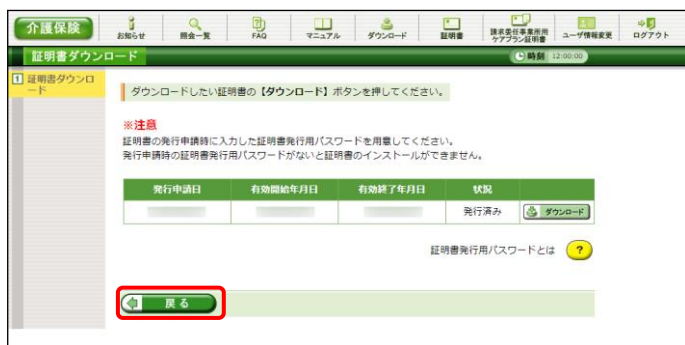 介護保険
お知らせ
照会一覧
FAQ
マニュアル
ダウンロード
証明書
請求委任事業所用
ケアプラン証明書
ユーザ情報変更
ログアウト
証明書ダウンロード
時刻 12:00:00
1 証明書ダウンロ
ード
ダウンロードしたい証明書の【ダウンロード】ボタンを押してください。
※注意
証明書の発行申請時に入力した証明書発行用パスワードを用意してください。
発行申請時の証明書発行用パスワードがないと証明書のインストールができません。
発行申請日 有効開始年月日 有効終了年月日 状況
発行済み ダウンロード
証明書発行用パスワードとは ?
戻る